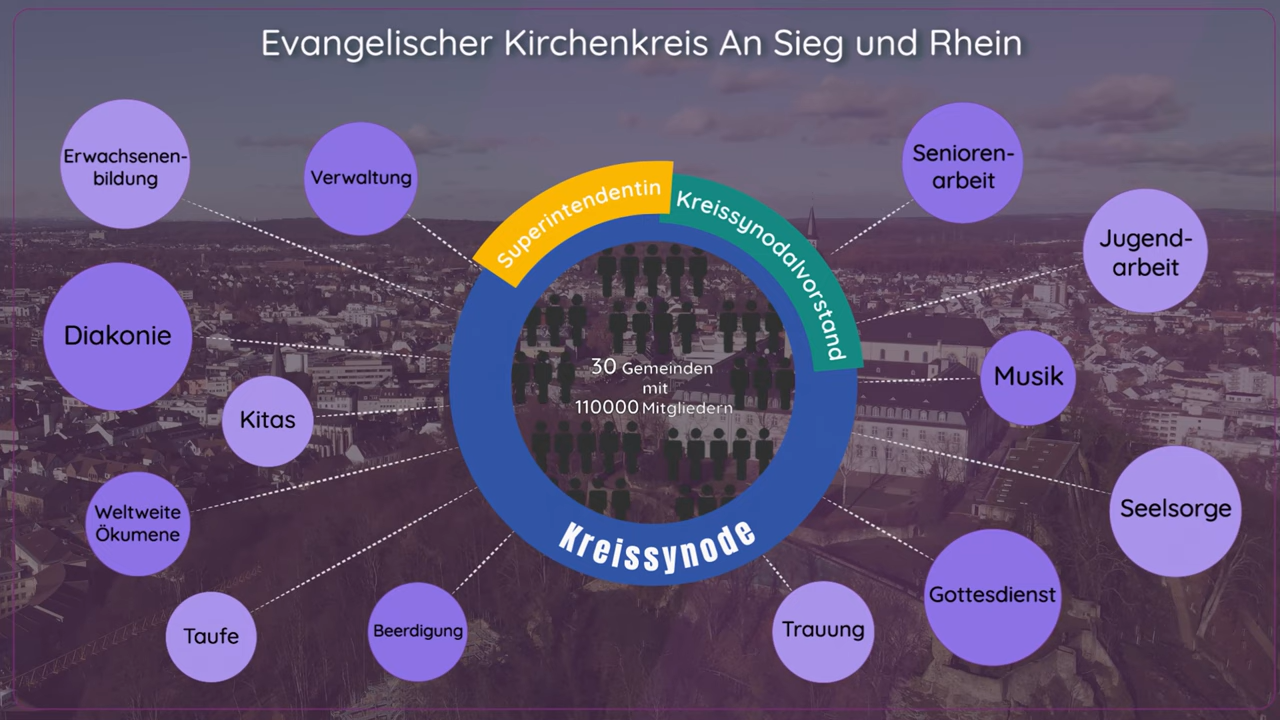 Evangelischer Kirchenkreis An Sieg und Rhein
Erwachsenen-
bildung
Verwaltung
Diakonie
Kitas
Weltweite
Ökumene
Taufe
Beerdigung
Superintendentin
Kreissynodalvorstand
30 Gemeinden
mit
110000 Mitgliedern
Kreissynode
Senioren-
arbeit
Jugend-
arbeit
Musik
Seelsorge
Gottesdienst
Trauung